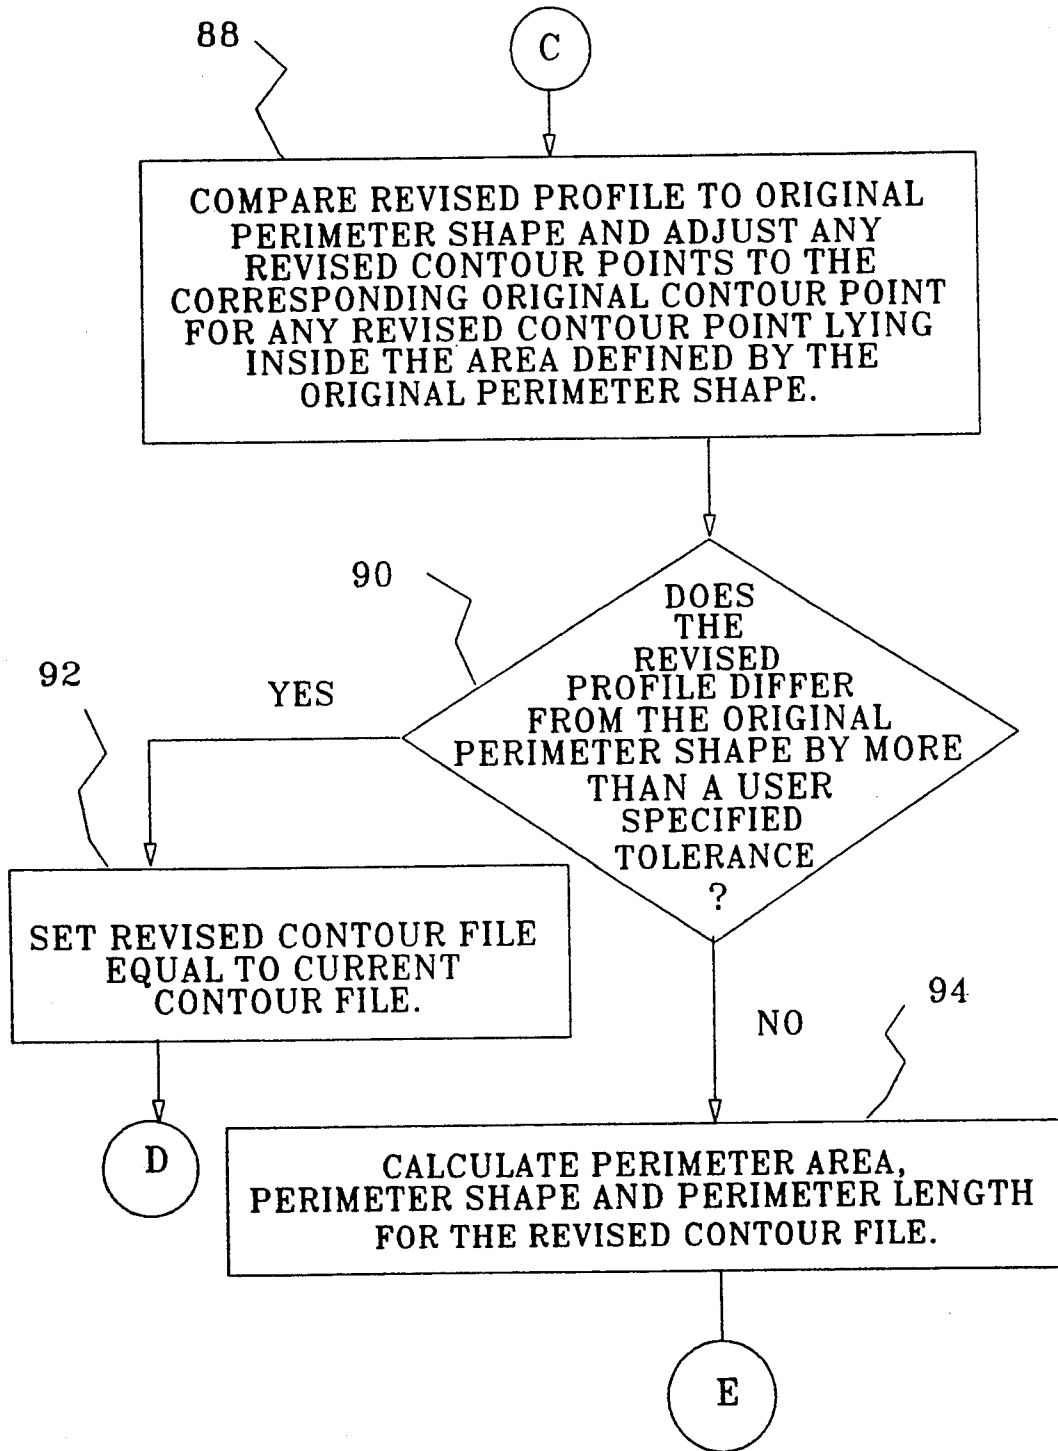 88
C
COMPARE REVISED PROFILE TO ORIGINAL
PERIMETER SHAPE AND ADJUST ANY
REVISED CONTOUR POINTS TO THE
CORRESPONDING ORIGINAL CONTOUR POINT
FOR ANY REVISED CONTOUR POINT LYING
INSIDE THE AREA DEFINED BY THE
ORIGINAL PERIMETER SHAPE.
90
DOES
THE
REVISED
PROFILE DIFFER
FROM THE ORIGINAL
PERIMETER SHAPE BY MORE
THAN A USER
SPECIFIED
TOLERANCE
?
YES
92
SET REVISED CONTOUR FILE
EQUAL TO CURRENT
CONTOUR FILE.
D
NO
94
CALCULATE PERIMETER AREA,
PERIMETER SHAPE AND PERIMETER LENGTH
FOR THE REVISED CONTOUR FILE.
E